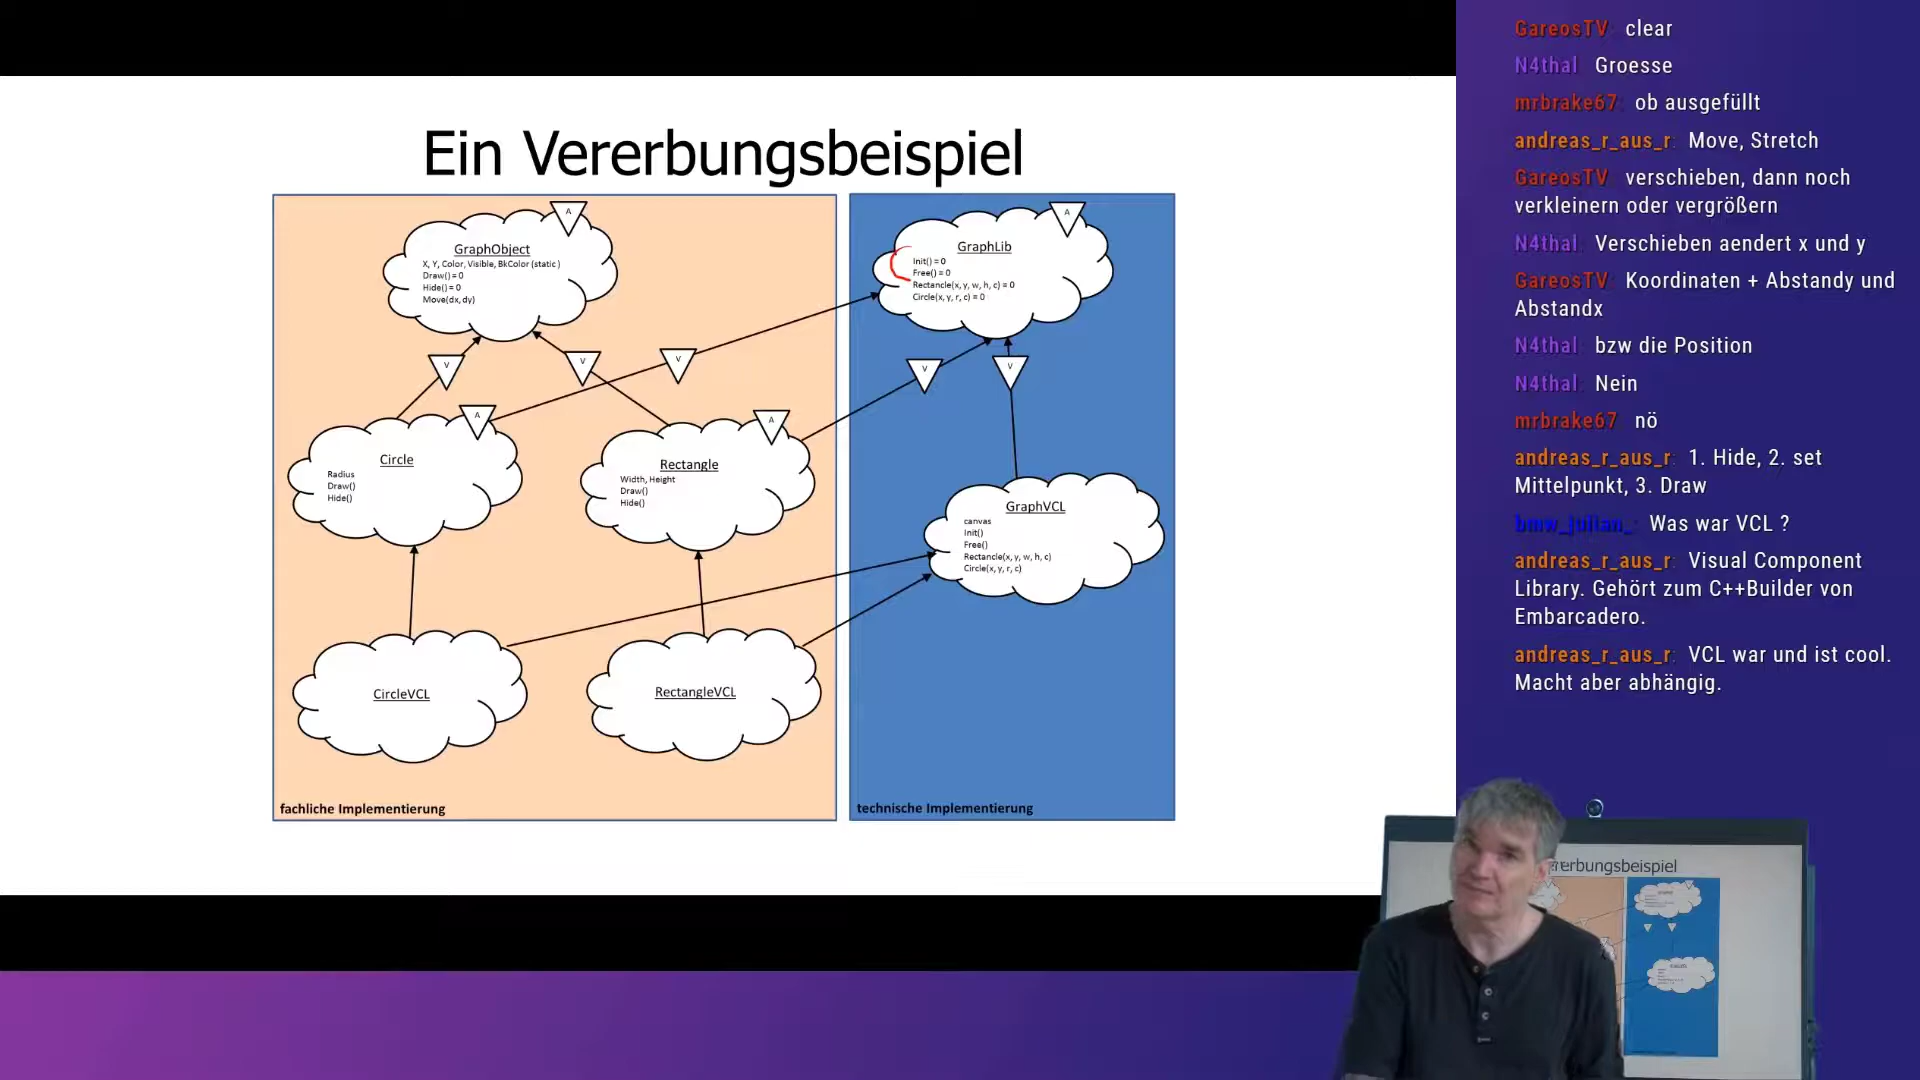 Ein Vererbungsbeispiel
A
GraphObject
X, Y, Color, Visible, BkColor (static )
Draw() = 0
Hide() = 0
Move(dx, dy)
A
GraphLib
Init() = 0
Free() = 0
Rectancle(x, y, w, h, c) = 0
Circle(x, y, r, c) = 0
V
V
V
V
V
A
Circle
Radius
Draw()
Hide()
A
Rectangle
Width, Height
Draw()
Hide()
GraphVCL
canvas
Init()
Free()
Rectancle(x, y, w, h, c)
Circle(x, y, r, c)
CircleVCL
RectangleVCL
fachliche Implementierung
technische Implementierung
GareosTV: clear
N4thal: Groesse
mrbrake67: ob ausgefüllt
andreas_r_aus_r: Move, Stretch
GareosTV: verschieben, dann noch
verkleinern oder vergrößern
N4thal: Verschieben aendert x und y
GareosTV: Koordinaten + Abstandy und
Abstandx
N4thal: bzw die Position
N4thal: Nein
mrbrake67: nö
andreas_r_aus_r: 1. Hide, 2. set
Mittelpunkt, 3. Draw
bmw_julian_: Was war VCL ?
andreas_r_aus_r: Visual Component
Library. Gehört zum C++Builder von
Embarcadero.
andreas_r_aus_r: VCL war und ist cool.
Macht aber abhängig.
rerbungsbeispiel